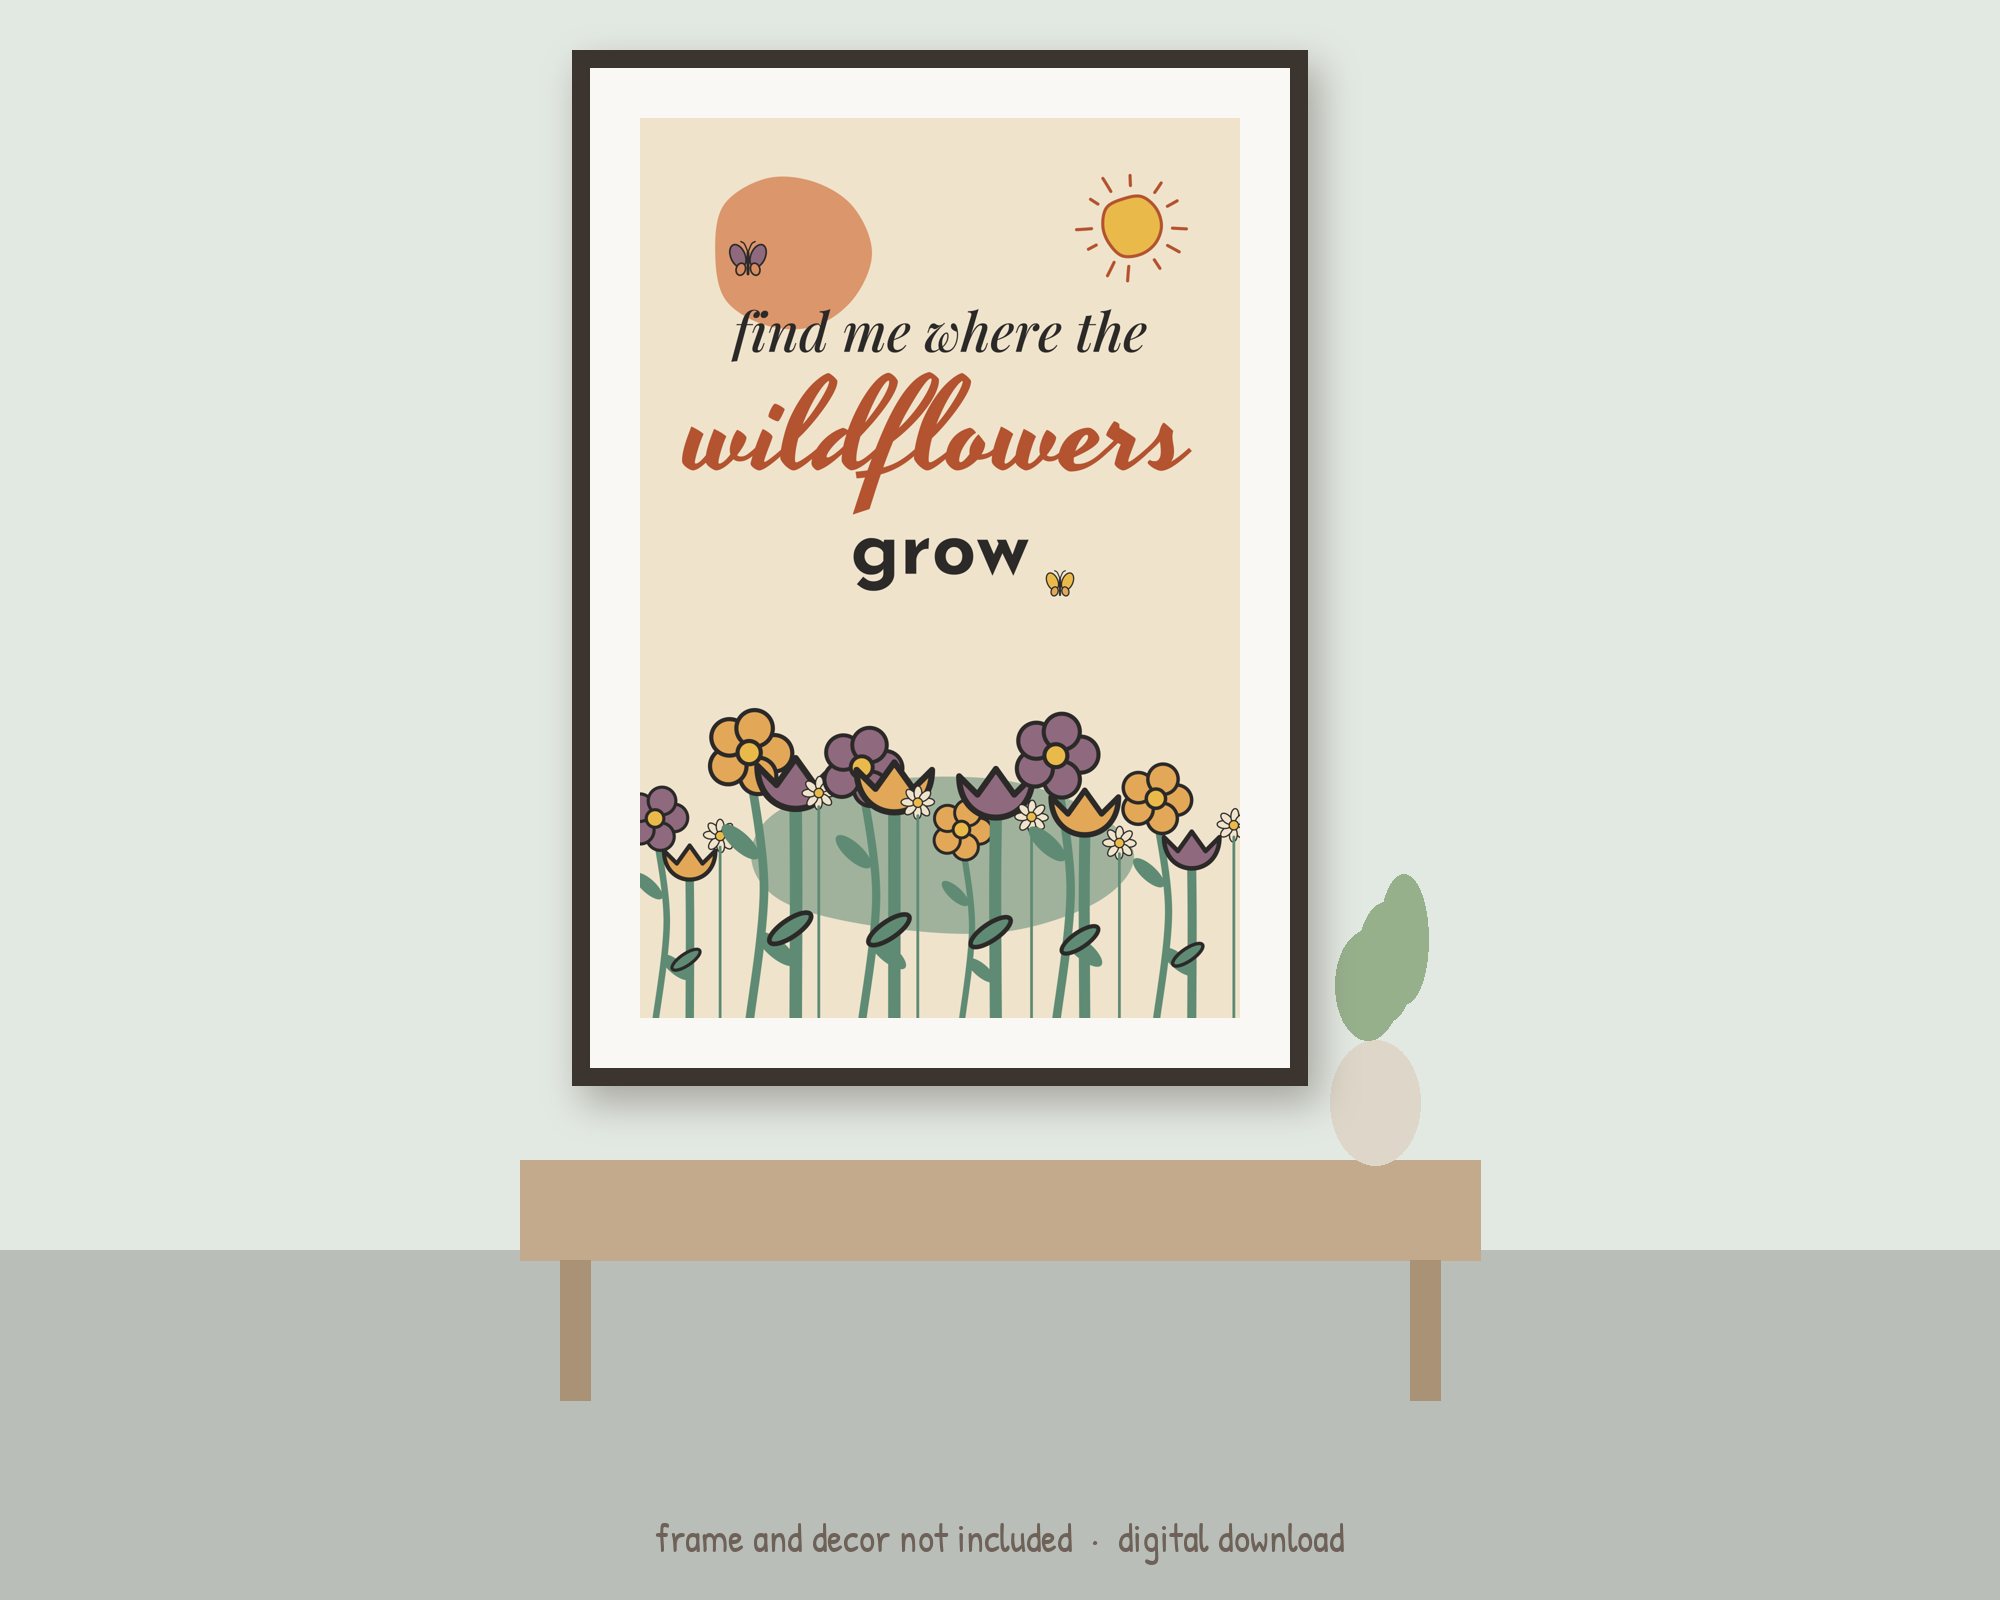 find me where the
wildflowers
grow
frame and decor not included · digital download